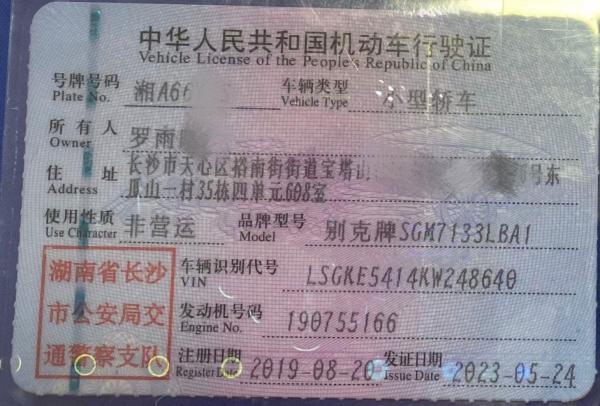 中华人民共和国机动车行驶证
Vehicle License of the People's Republic of China
号牌号码 湘A66 车辆类型 小型轿车
Plate No. Vehicle Type
所有人 罗雨
Owner
住址 长沙市天心区裕南街街道宝塔山 号东
Address 瓜山一村35栋四单元608室
使用性质 非营运 品牌型号 别克牌SGM7133LBA1
Use Character Model
湖南省长沙
市公安局交
通警察支队
车辆识别代号 LSGKE5414KW248640
VIN
发动机号码 190755166
Engine No.
注册日期 2019-08-20 发证日期 2023-05-24
Register Date Issue Date